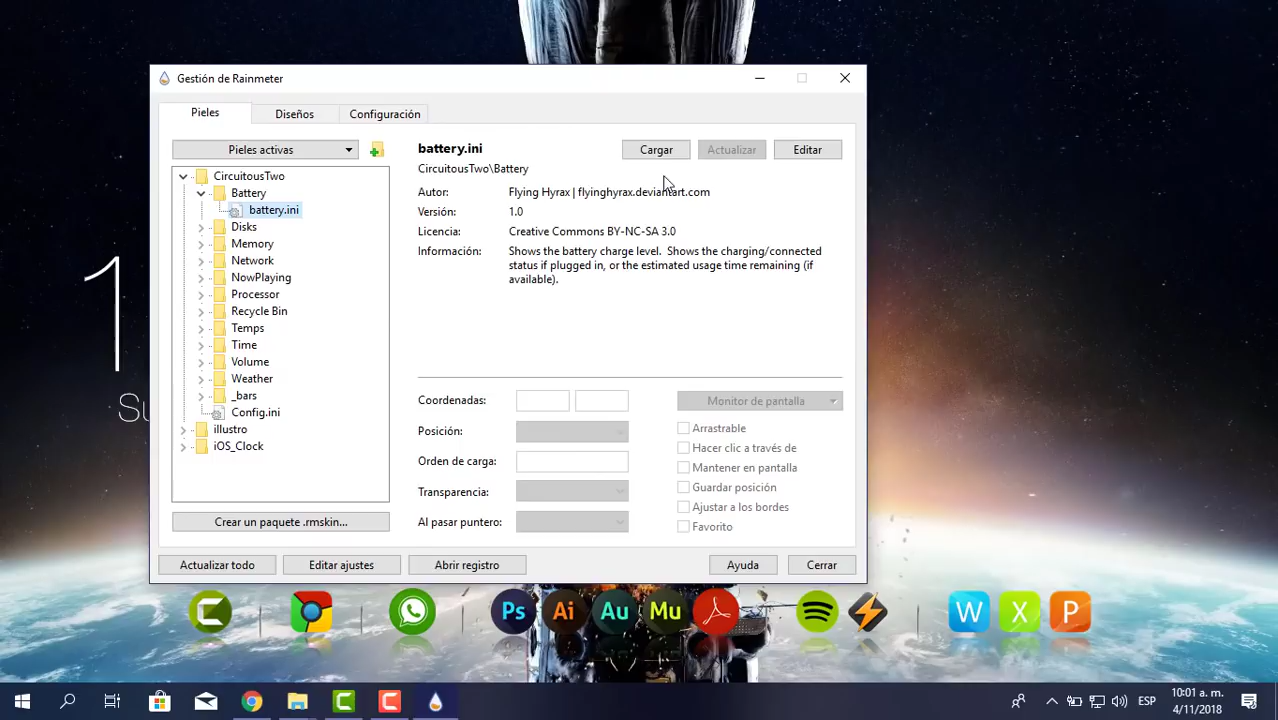 Gestión de Rainmeter
Pieles
Diseños
Configuración
Pieles activas
CircuitousTwo
Battery
battery.ini
Disks
Memory
Network
NowPlaying
Processor
Recycle Bin
Temps
Time
Volume
Weather
_bars
Config.ini
illustro
iOS_Clock
Crear un paquete .rmskin...
battery.ini
Cargar
Actualizar
Editar
CircuitousTwo\Battery
Autor: Flying Hyrax | flyinghyrax.deviantart.com
Versión: 1.0
Licencia: Creative Commons BY-NC-SA 3.0
Información: Shows the battery charge level.  Shows the charging/connected
status if plugged in, or the estimated usage time remaining (if
available).
Coordenadas:
Monitor de pantalla
Posición:
Arrastrable
Hacer clic a través de
Orden de carga:
Mantener en pantalla
Transparencia:
Guardar posición
Ajustar a los bordes
Al pasar puntero:
Favorito
Actualizar todo
Editar ajustes
Abrir registro
Ayuda
Cerrar
1
Su
Ps
Ai
Au
Mu
W
X
P
ESP
10:01 a. m.
4/11/2018